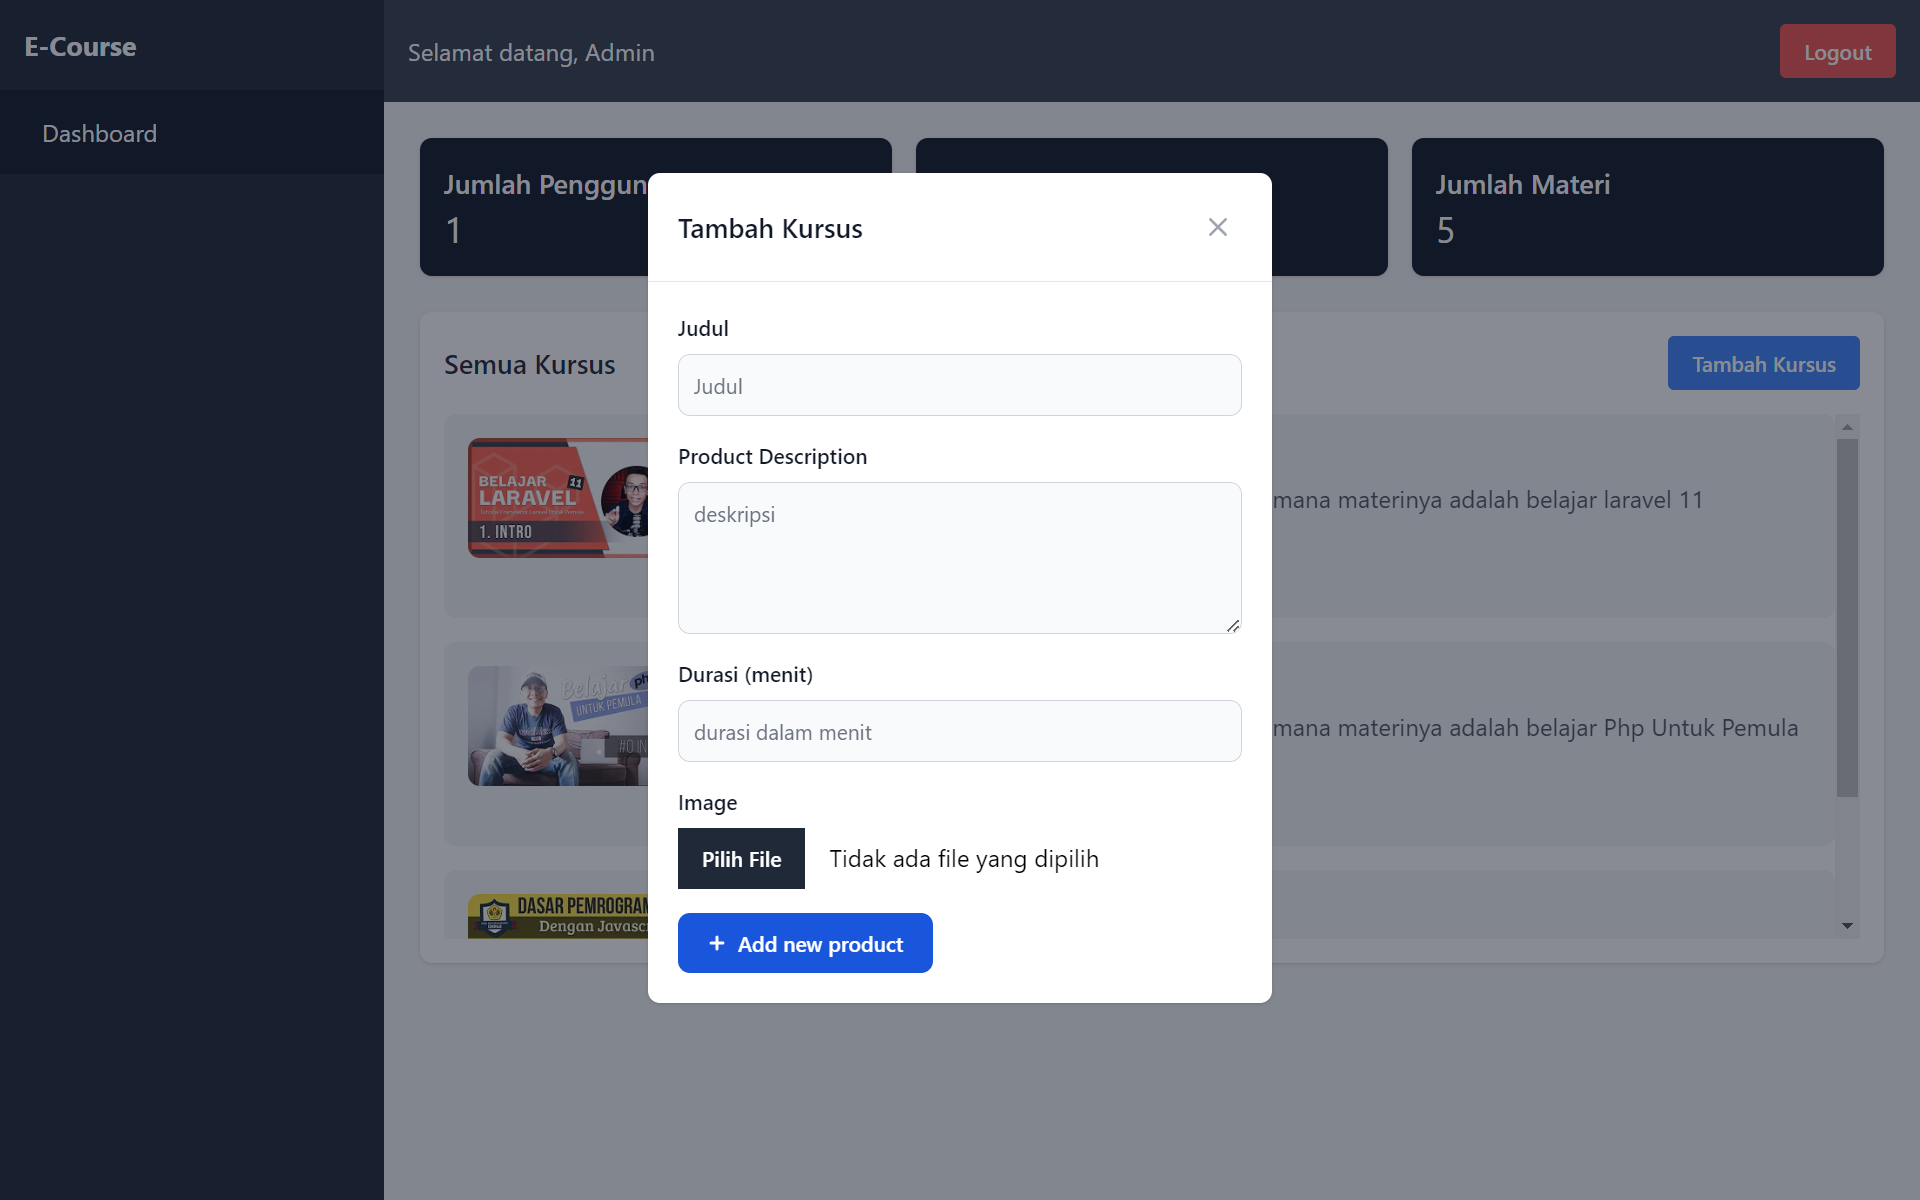 E-Course
Selamat datang, Admin
Logout
Dashboard
Jumlah Penggun
1
Jumlah Materi
5
Tambah Kursus
Judul
Judul
Product Description
deskripsi
Durasi (menit)
durasi dalam menit
Image
Pilih File
Tidak ada file yang dipilih
+ Add new product
Semua Kursus
Tambah Kursus
BELAJAR 11
LARAVEL
1. INTRO
mana materinya adalah belajar laravel 11
Belajar ph
UNTUK PEMULA
#0 IN
mana materinya adalah belajar Php Untuk Pemula
DASAR PEMROGRAM
Dengan Javasc